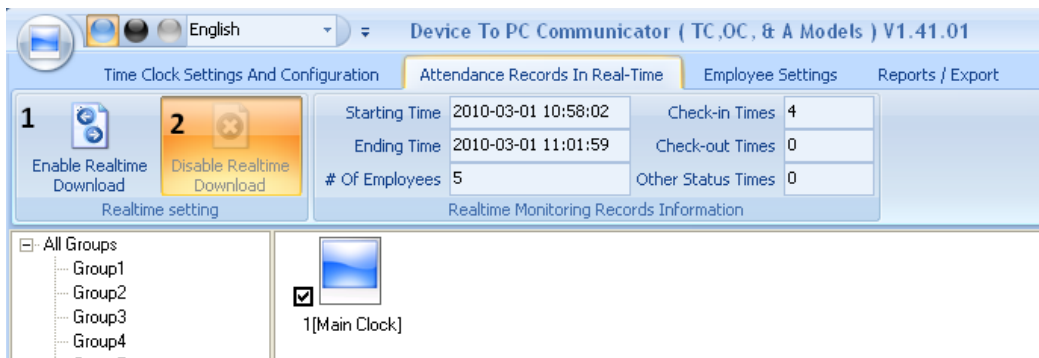 English
Device To PC Communicator ( TC ,OC, & A Models ) V1.41.01
Time Clock Settings And Configuration
Attendance Records In Real-Time
Employee Settings
Reports / Export
1
Enable Realtime
Download
2
Disable Realtime
Download
Realtime setting
Starting Time 2010-03-01 10:58:02
Check-in Times 4
Ending Time 2010-03-01 11:01:59
Check-out Times 0
# Of Employees 5
Other Status Times 0
Realtime Monitoring Records Information
All Groups
Group1
Group2
Group3
Group4
1[Main Clock]